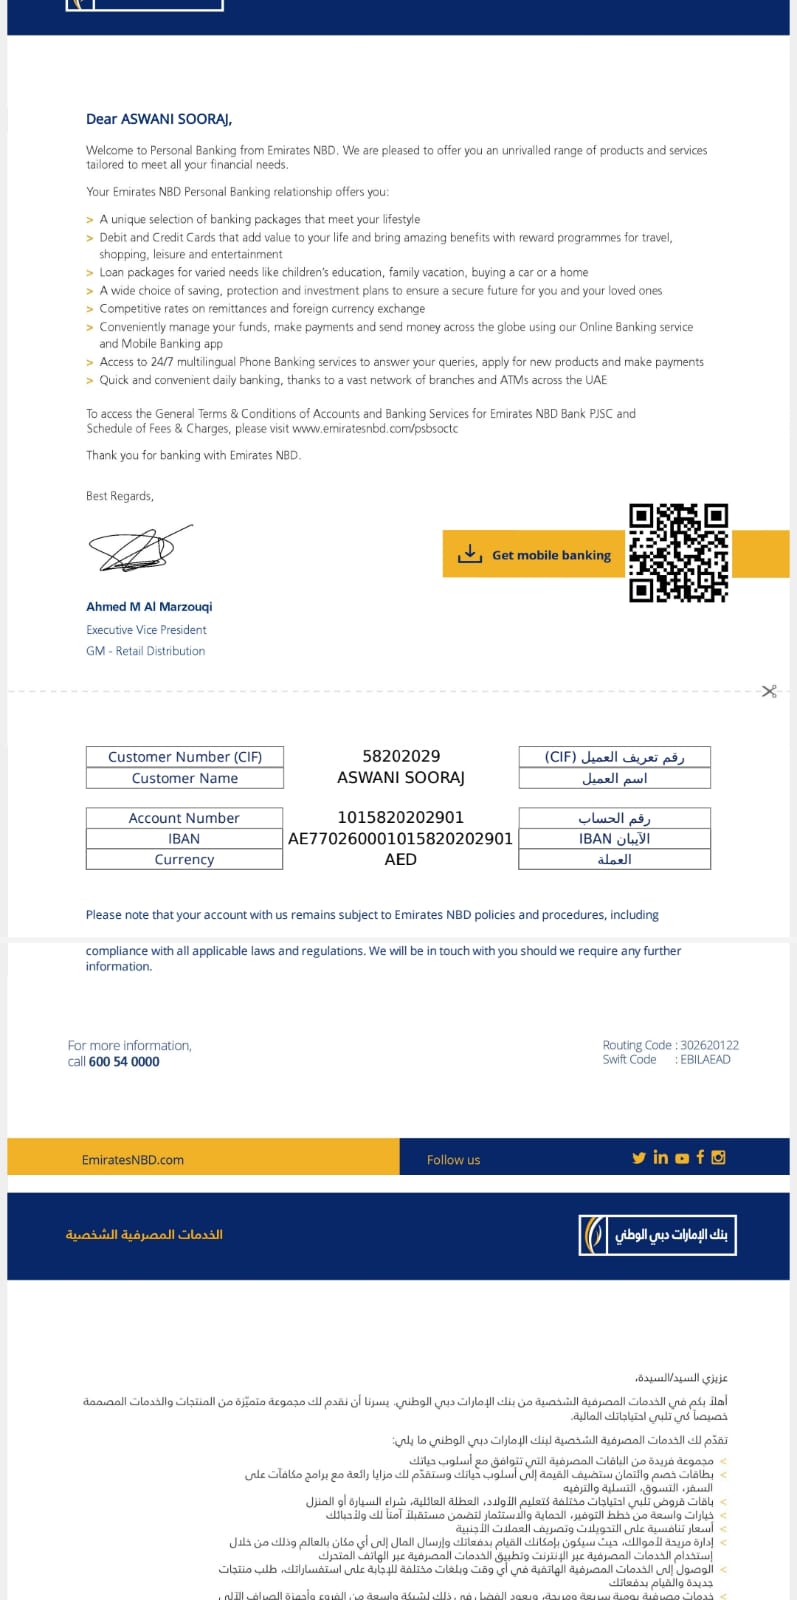 Dear ASWANI SOORAJ,
Welcome to Personal Banking from Emirates NBD. We are pleased to offer you an unrivalled range of products and services
tailored to meet all your financial needs.
Your Emirates NBD Personal Banking relationship offers you:
> A unique selection of banking packages that meet your lifestyle
> Debit and Credit Cards that add value to your life and bring amazing benefits with reward programmes for travel,
shopping, leisure and entertainment
> Loan packages for varied needs like children's education, family vacation, buying a car or a home
> A wide choice of saving, protection and investment plans to ensure a secure future for you and your loved ones
> Competitive rates on remittances and foreign currency exchange
> Conveniently manage your funds, make payments and send money across the globe using our Online Banking service
and Mobile Banking app
> Access to 24/7 multilingual Phone Banking services to answer your queries, apply for new products and make payments
> Quick and convenient daily banking, thanks to a vast network of branches and ATMs across the UAE
To access the General Terms & Conditions of Accounts and Banking Services for Emirates NBD Bank PJSC and
Schedule of Fees & Charges, please visit www.emiratesnbd.com/psbsoctc
Thank you for banking with Emirates NBD.
Best Regards,
Get mobile banking
Ahmed M Al Marzouqi
Executive Vice President
GM - Retail Distribution
Customer Number (CIF) 58202029 رقم تعريف العميل (CIF)
Customer Name ASWANI SOORAJ اسم العميل
Account Number 1015820202901 رقم الحساب
IBAN AE770260001015820202901 الآيبان IBAN
Currency AED العملة
Please note that your account with us remains subject to Emirates NBD policies and procedures, including
compliance with all applicable laws and regulations. We will be in touch with you should we require any further
information.
For more information, Routing Code : 302620122
call 600 54 0000 Swift Code : EBILAEAD
EmiratesNBD.com Follow us
الخدمات المصرفية الشخصية بنك الإمارات دبي الوطني
عزيزي السيد/السيدة،
أهلاً بكم في الخدمات المصرفية الشخصية من بنك الإمارات دبي الوطني. يسرنا أن نقدم لك مجموعة متميّزة من المنتجات والخدمات المصممة
خصيصاً كي تلبي احتياجاتك المالية.
تقدّم لك الخدمات المصرفية الشخصية لبنك الإمارات دبي الوطني ما يلي:
> مجموعة فريدة من الباقات المصرفية التي تتوافق مع أسلوب حياتك
> بطاقات خصم وائتمان ستضيف القيمة إلى أسلوب حياتك وستقدّم لك مزايا رائعة مع برامج مكافآت على
السفر، التسوق، التسلية والترفيه
> باقات قروض تلبي احتياجات مختلفة كتعليم الأولاد، العطلة العائلية، شراء السيارة أو المنزل
> خيارات واسعة من خطط التوفير، الحماية والاستثمار لتضمن مستقبلاً آمناً لك ولأحبائك
> أسعار تنافسية على التحويلات وتصريف العملات الأجنبية
> إدارة مريحة لأموالك، حيث سيكون بإمكانك القيام بدفعاتك وإرسال المال إلى أي مكان بالعالم وذلك من خلال
إستخدام الخدمات المصرفية عبر الإنترنت وتطبيق الخدمات المصرفية عبر الهاتف المتحرك
> الوصول إلى الخدمات المصرفية الهاتفية في أي وقت وبلغات مختلفة للإجابة على استفساراتك، طلب منتجات
جديدة والقيام بدفعاتك
> خدمات مصرفية يومية سريعة ومريحة، ويعود الفضل في ذلك لشبكة واسعة من الفروع وأجهزة الصراف الآلي